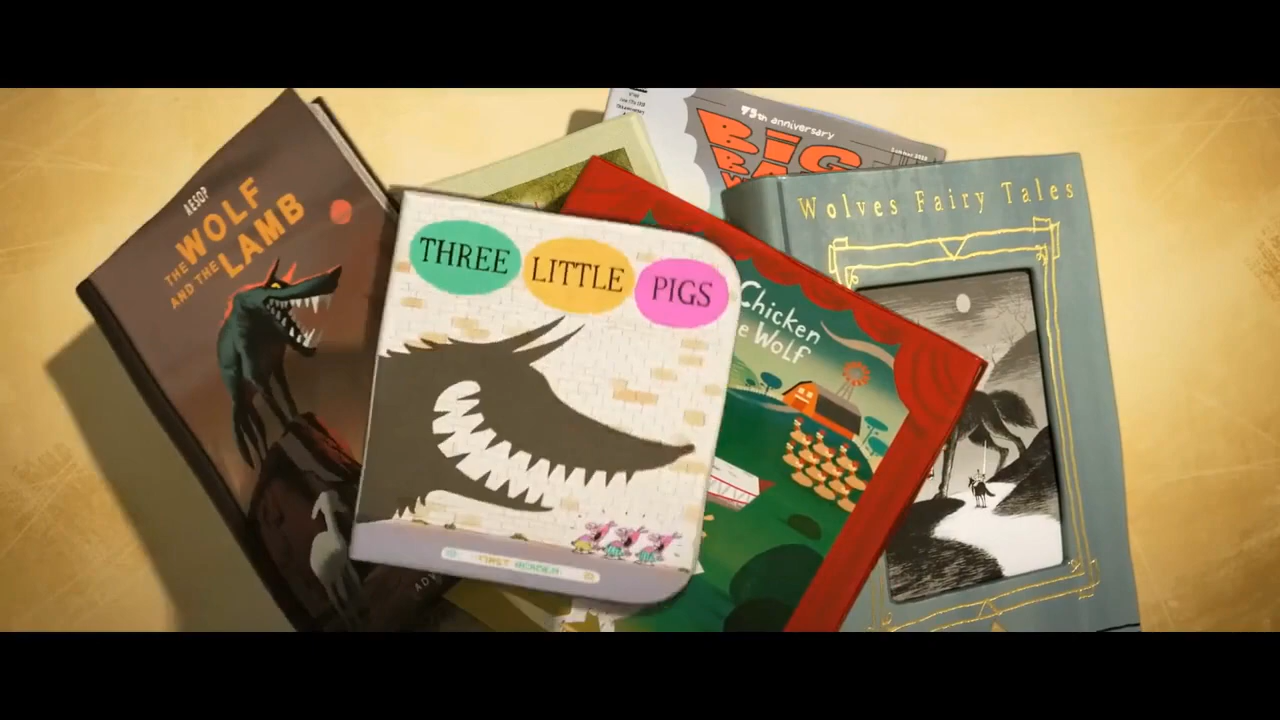 AESOP
THE WOLF
AND THE LAMB
THREE LITTLE PIGS
75th anniversary
BiG
Chicken
Wolf
Wolves Fairy Tales